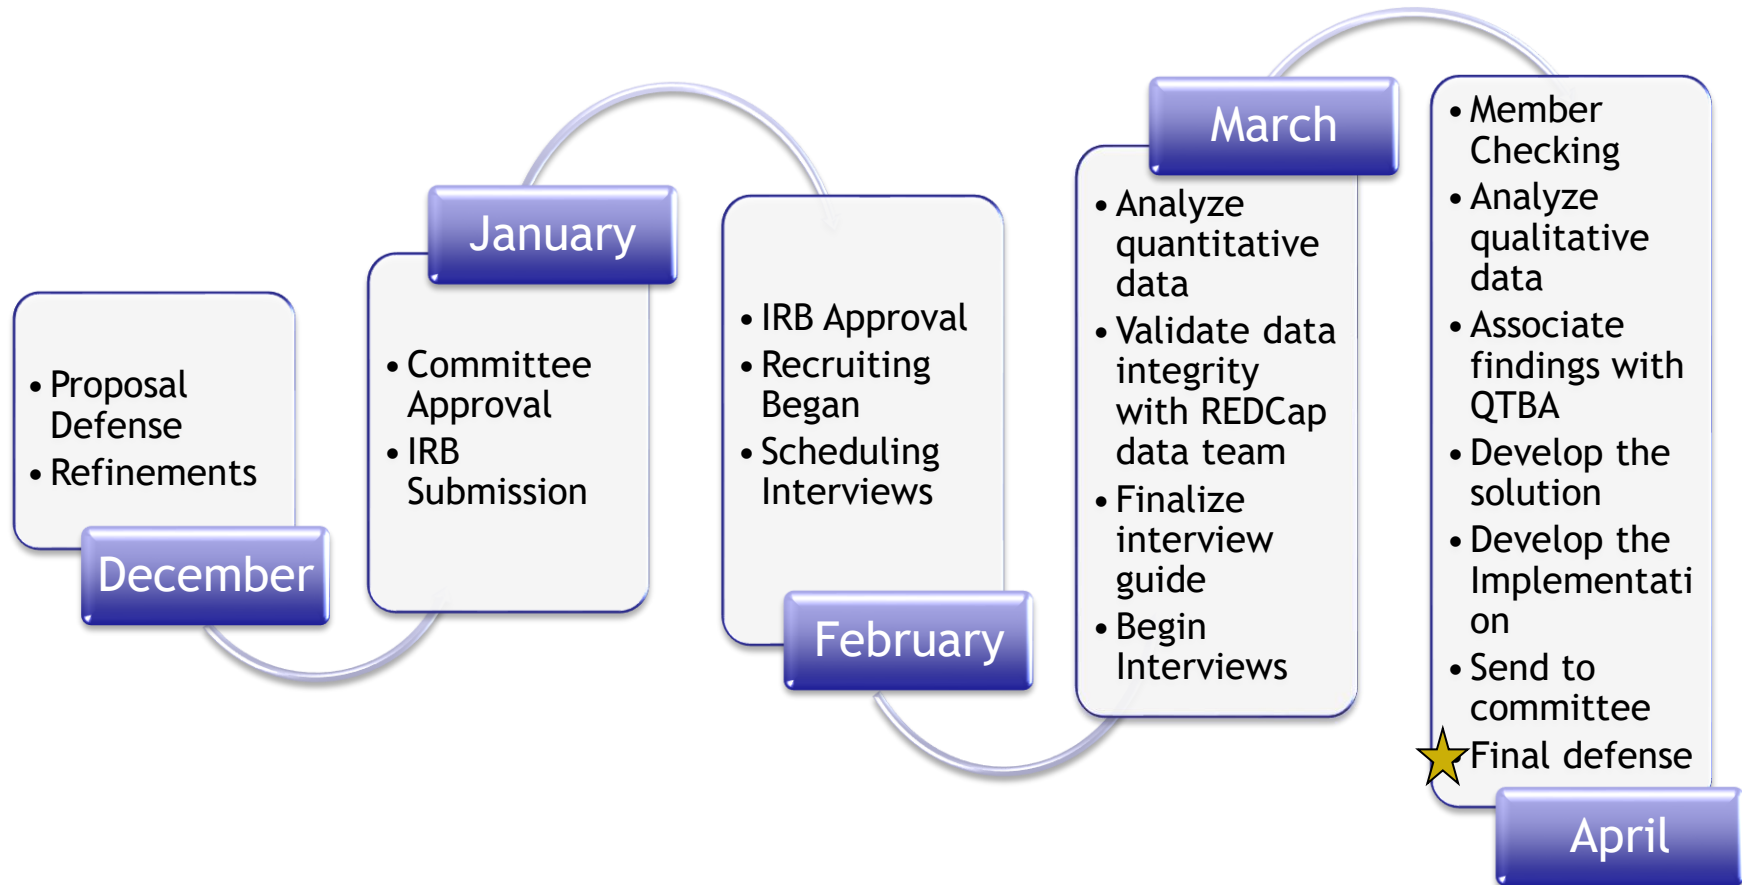 • Proposal
Defense
• Refinements
December
January
• Committee
Approval
• IRB
Submission
• IRB Approval
• Recruiting
Began
• Scheduling
Interviews
February
March
• Analyze
quantitative
data
• Validate data
integrity
with REDCap
data team
• Finalize
interview
guide
• Begin
Interviews
• Member
Checking
• Analyze
qualitative
data
• Associate
findings with
QTBA
• Develop the
solution
• Develop the
Implementati
on
• Send to
committee
Final defense
April